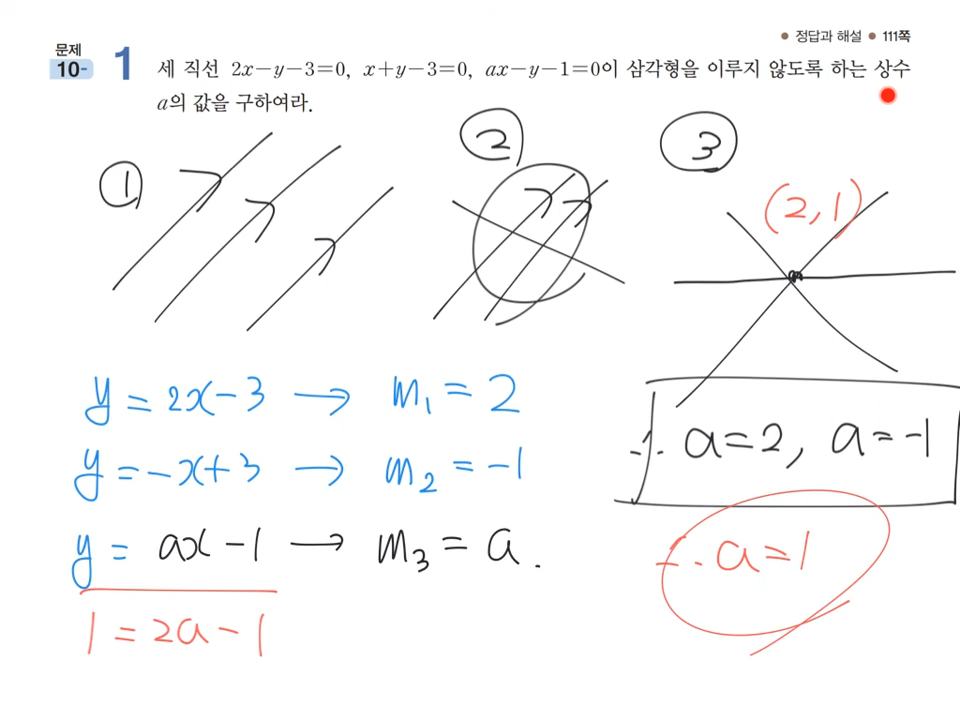 ● 정답과 해설 ● 111쪽
문제
10- 1 세 직선 2x-y-3=0, x+y-3=0, ax-y-1=0이 삼각형을 이루지 않도록 하는 상수
a의 값을 구하여라.
① ② ③
(2, 1)
y = 2x-3 → m₁ = 2
y = -x+3 → m₂ = -1
y = ax-1 → m₃ = a.
1 = 2a-1
∴ a=2, a=-1
∴ a=1